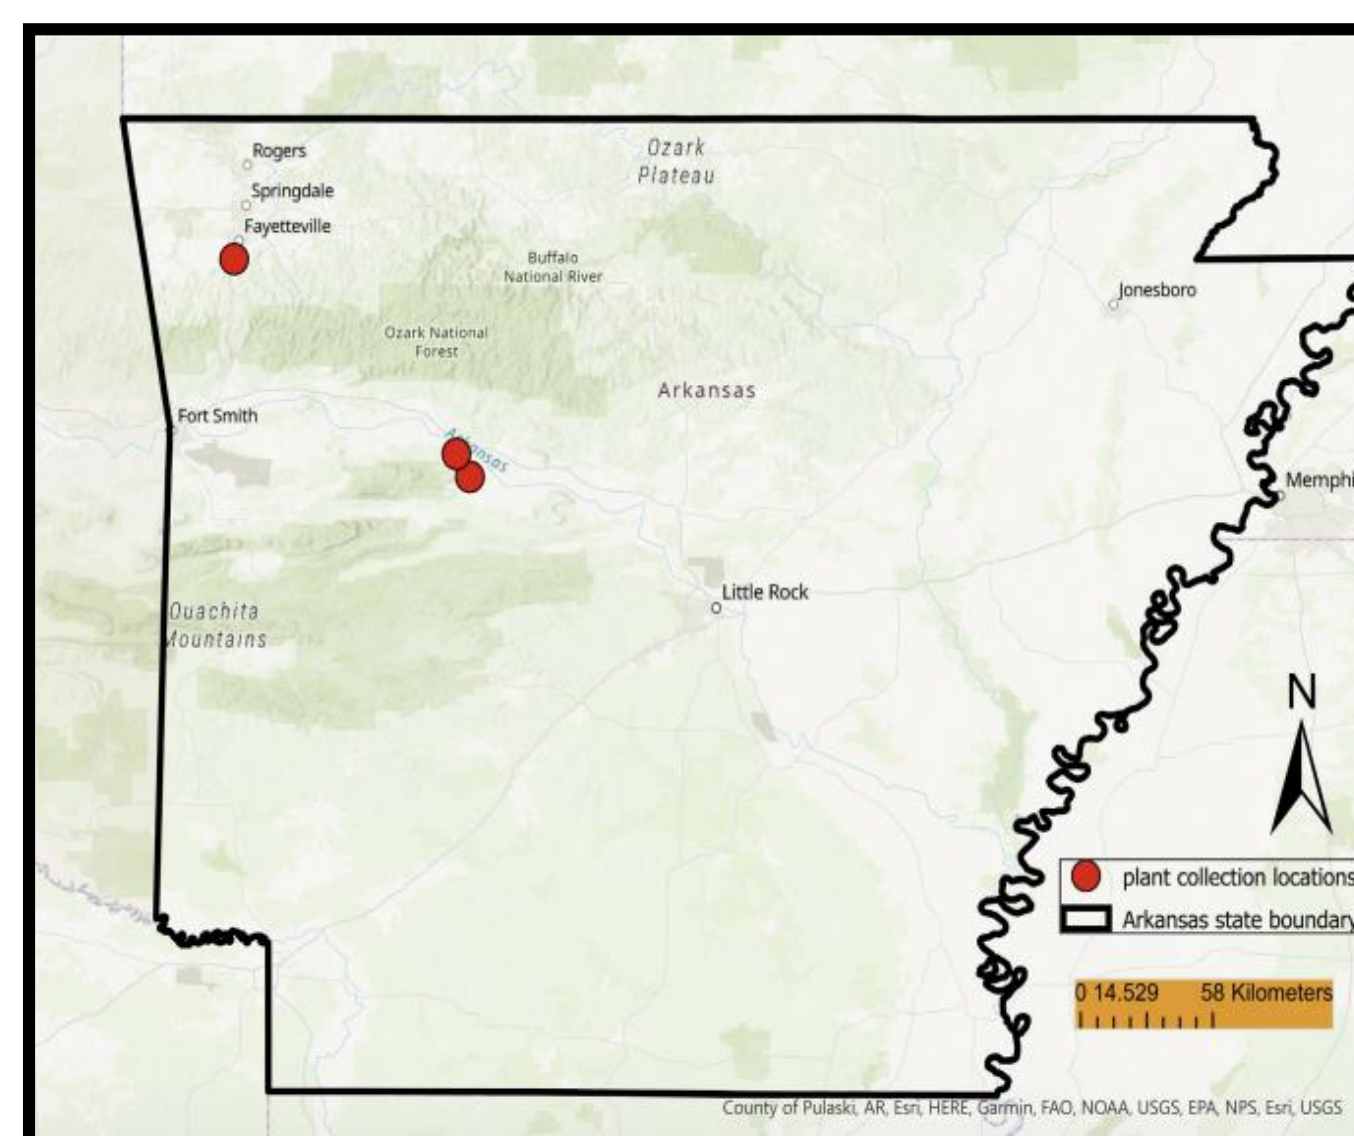 Rogers
Springdale
Fayetteville
Ozark
Plateau
Buffalo
National River
Jonesboro
Ozark National
Forest
Arkansas
Fort Smith
Arkansas
Memphi
Little Rock
Ouachita
Mountains
N
plant collection locations
Arkansas state boundary
0 14.529 58 Kilometers
County of Pulaski, AR, Esri, HERE, Garmin, FAO, NOAA, USGS, EPA, NPS, Esri, USGS